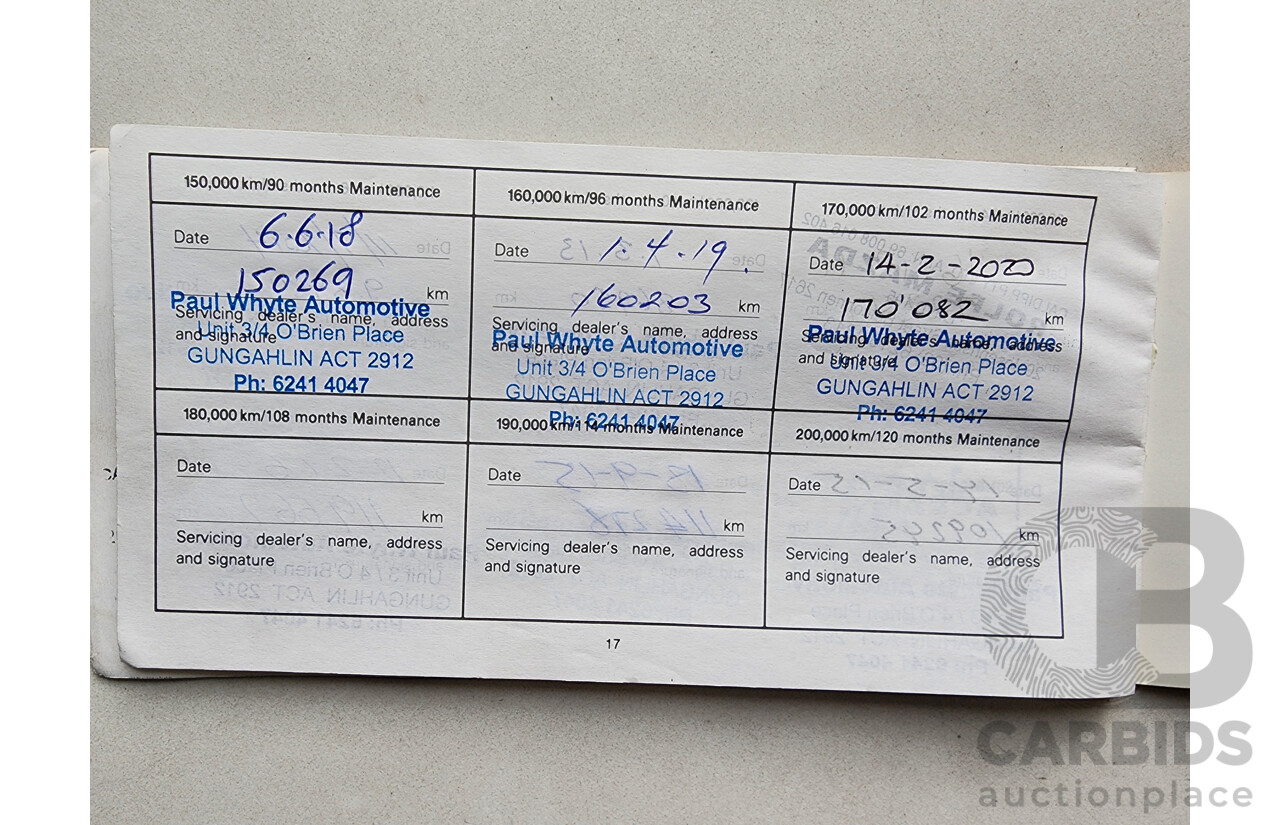 150,000 km/90 months Maintenance
Date 6.6.18
150269 km
Servicing dealer's name, address
and signature
Paul Whyte Automotive
Unit 3/4 O'Brien Place
GUNGAHLIN ACT 2912
Ph: 6241 4047
160,000 km/96 months Maintenance
Date 1.4.19.
160203 km
Servicing dealer's name, address
and signature
Paul Whyte Automotive
Unit 3/4 O'Brien Place
GUNGAHLIN ACT 2912
Ph: 6241 4047
170,000 km/102 months Maintenance
Date 14-2-2020
170'082 km
Servicing dealer's name, address
and signature
Paul Whyte Automotive
Unit 3/4 O'Brien Place
GUNGAHLIN ACT 2912
Ph: 6241 4047
180,000 km/108 months Maintenance
Date
km
Servicing dealer's name, address
and signature
190,000 km/114 months Maintenance
Date
km
Servicing dealer's name, address
and signature
200,000 km/120 months Maintenance
Date
km
Servicing dealer's name, address
and signature
17
CARBIDS
auctionplace